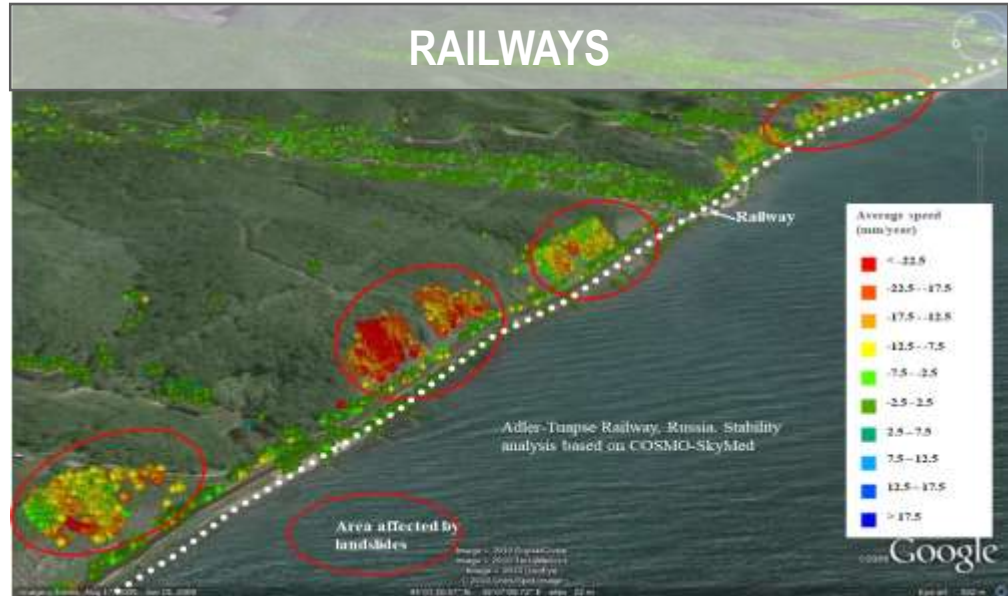 RAILWAYS
Railway
Average speed
(mm/year)
< -22.5
-22.5 - -17.5
-17.5 - -12.5
-12.5 - -7.5
-7.5 - -2.5
-2.5 - 2.5
2.5 - 7.5
7.5 - 12.5
12.5 - 17.5
> 17.5
Adler-Tuapse Railway, Russia. Stability
analysis based on COSMO-SkyMed
Area affected by
landslides
Google